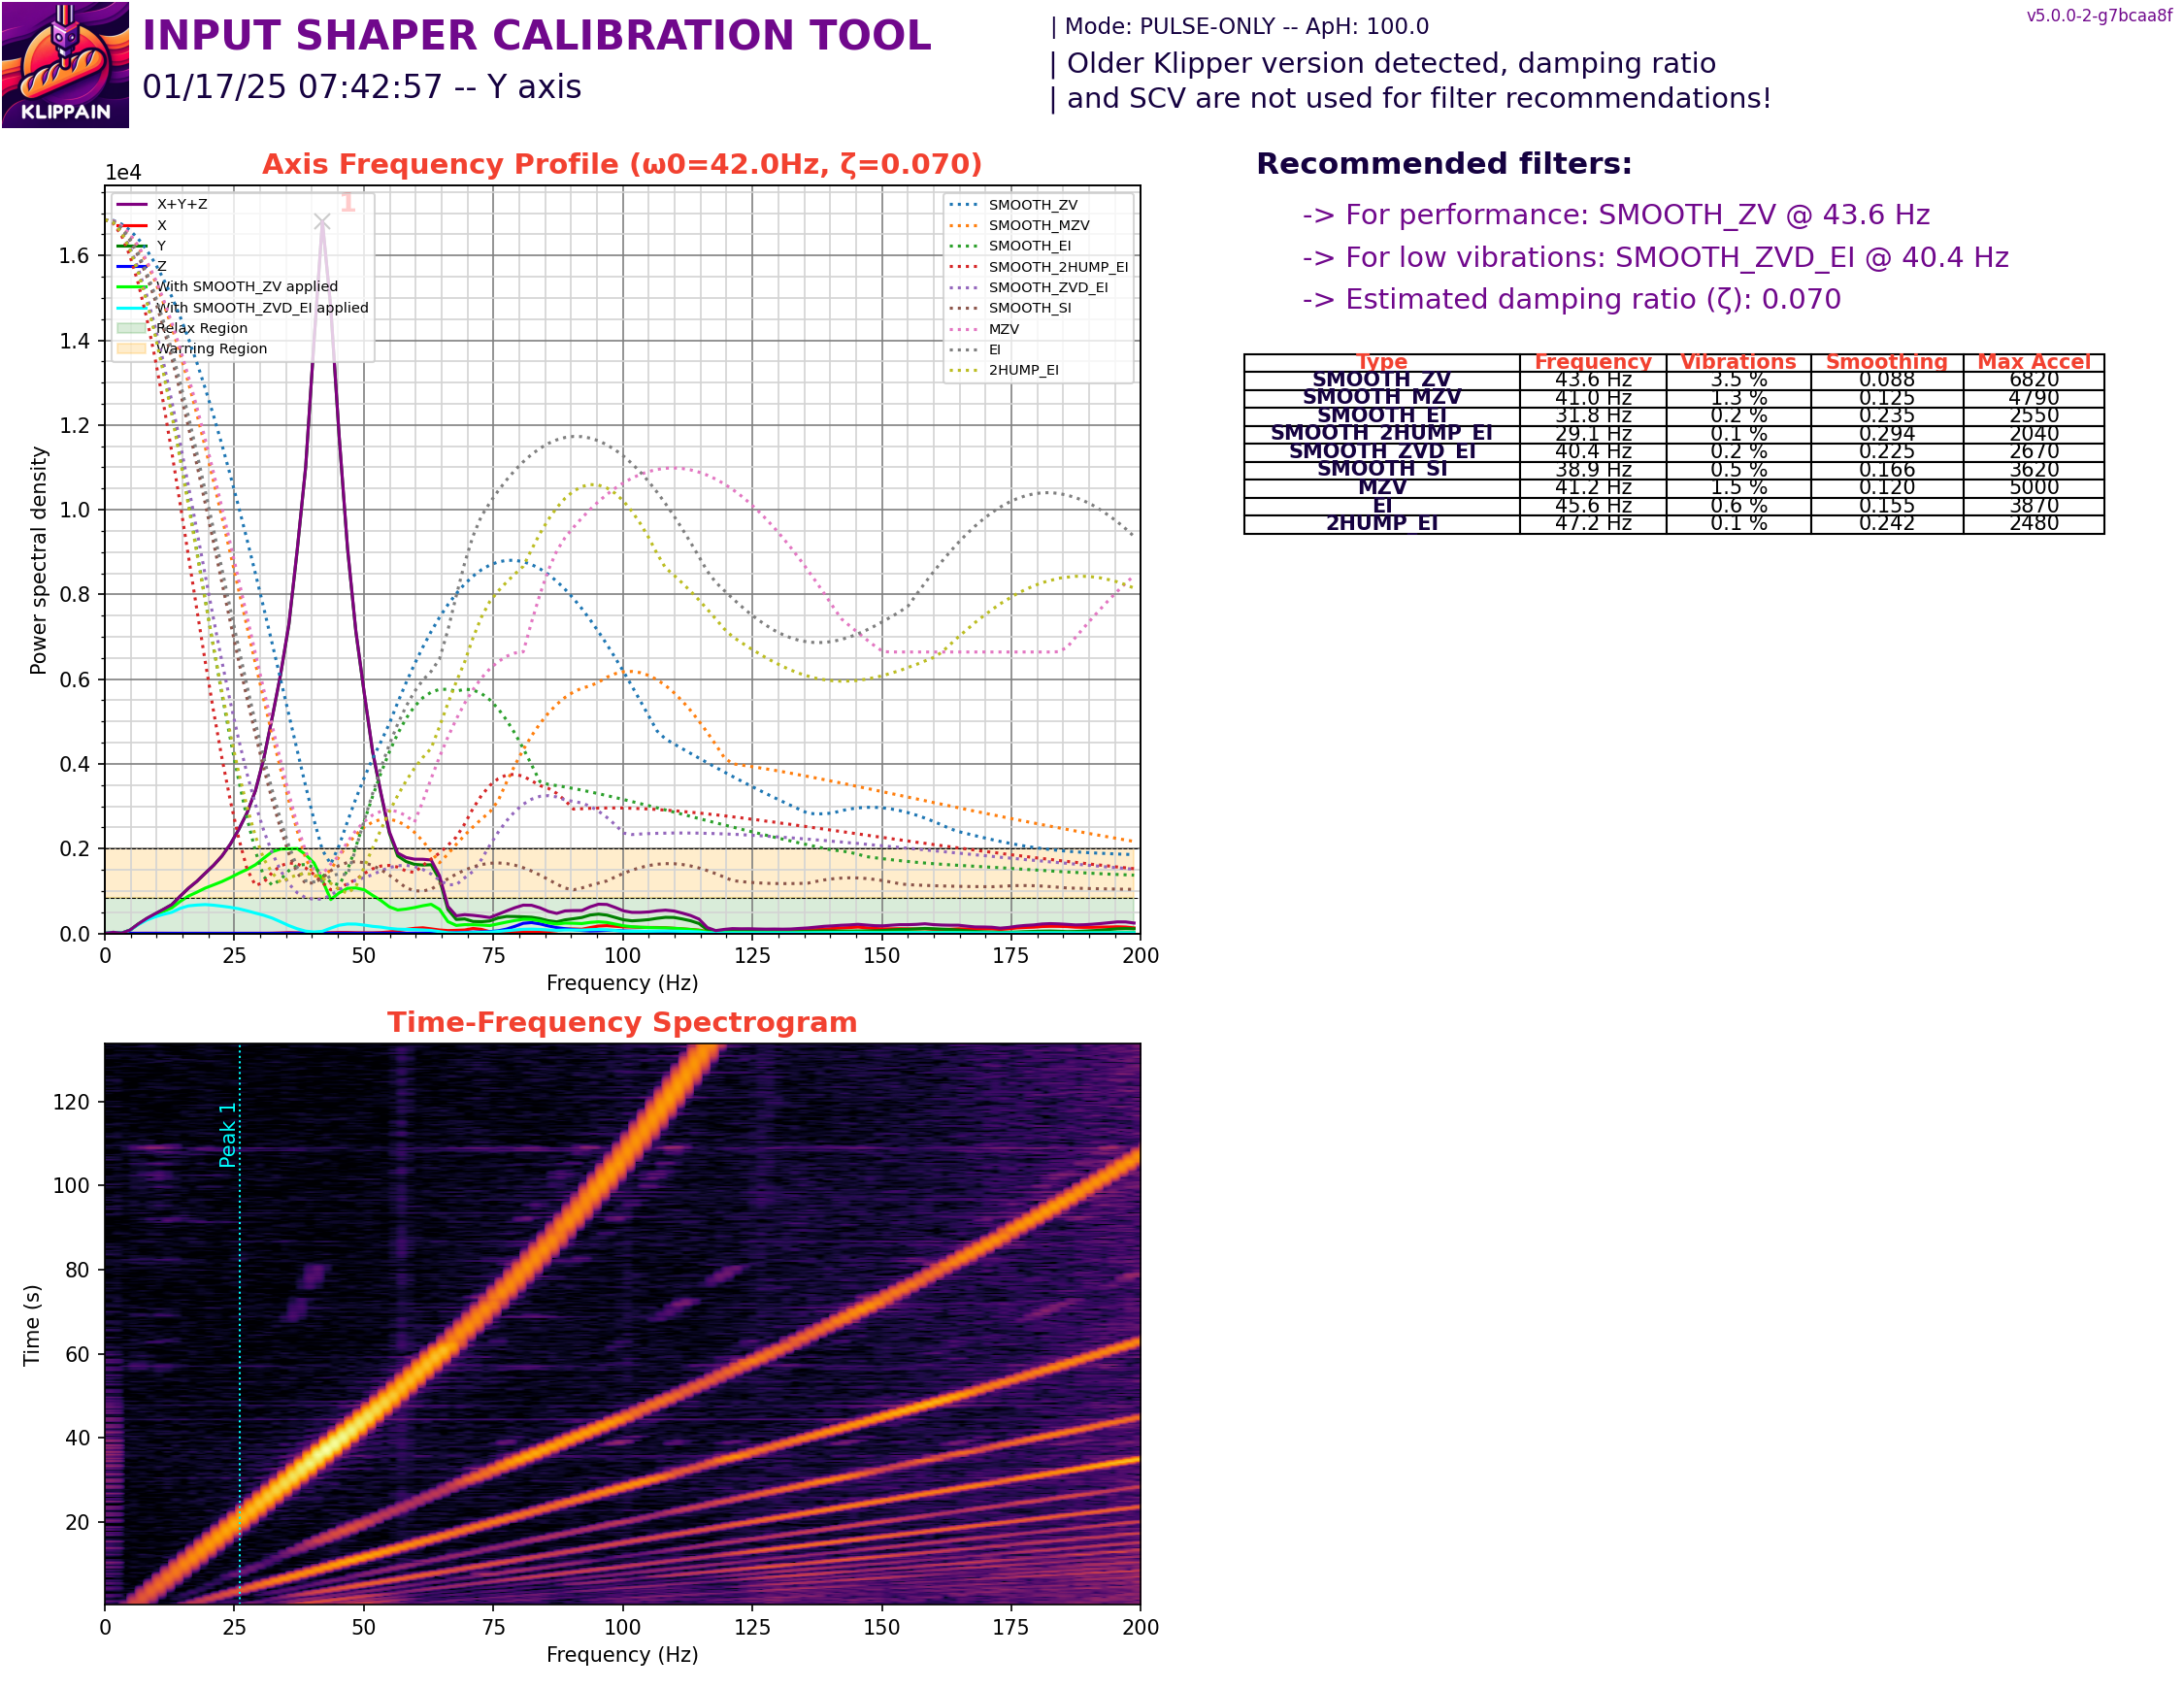 INPUT SHAPER CALIBRATION TOOL
01/17/25 07:42:57 -- Y axis
| Mode: PULSE-ONLY -- ApH: 100.0
| Older Klipper version detected, damping ratio
| and SCV are not used for filter recommendations!
v5.0.0-2-g7bcaa8f
KLIPPAIN
Axis Frequency Profile (ω0=42.0Hz, ζ=0.070)
1e4
1
X+Y+Z
X
Y
Z
With SMOOTH_ZV applied
With SMOOTH_ZVD_EI applied
Relax Region
Warning Region
SMOOTH_ZV
SMOOTH_MZV
SMOOTH_EI
SMOOTH_2HUMP_EI
SMOOTH_ZVD_EI
SMOOTH_SI
MZV
EI
2HUMP_EI
Power spectral density
1.6
1.4
1.2
1.0
0.8
0.6
0.4
0.2
0.0
0 25 50 75 100 125 150 175 200
Frequency (Hz)
Recommended filters:
-> For performance: SMOOTH_ZV @ 43.6 Hz
-> For low vibrations: SMOOTH_ZVD_EI @ 40.4 Hz
-> Estimated damping ratio (ζ): 0.070
Type Frequency Vibrations Smoothing Max Accel
SMOOTH_ZV 43.6 Hz 3.5 % 0.088 6820
SMOOTH_MZV 41.0 Hz 1.3 % 0.125 4790
SMOOTH_EI 31.8 Hz 0.2 % 0.235 2550
SMOOTH_2HUMP_EI 29.1 Hz 0.1 % 0.294 2040
SMOOTH_ZVD_EI 40.4 Hz 0.2 % 0.225 2670
SMOOTH_SI 38.9 Hz 0.5 % 0.166 3620
MZV 41.2 Hz 1.5 % 0.120 5000
EI 45.6 Hz 0.6 % 0.155 3870
2HUMP_EI 47.2 Hz 0.1 % 0.242 2480
Time-Frequency Spectrogram
Peak 1
Time (s)
120
100
80
60
40
20
0 25 50 75 100 125 150 175 200
Frequency (Hz)